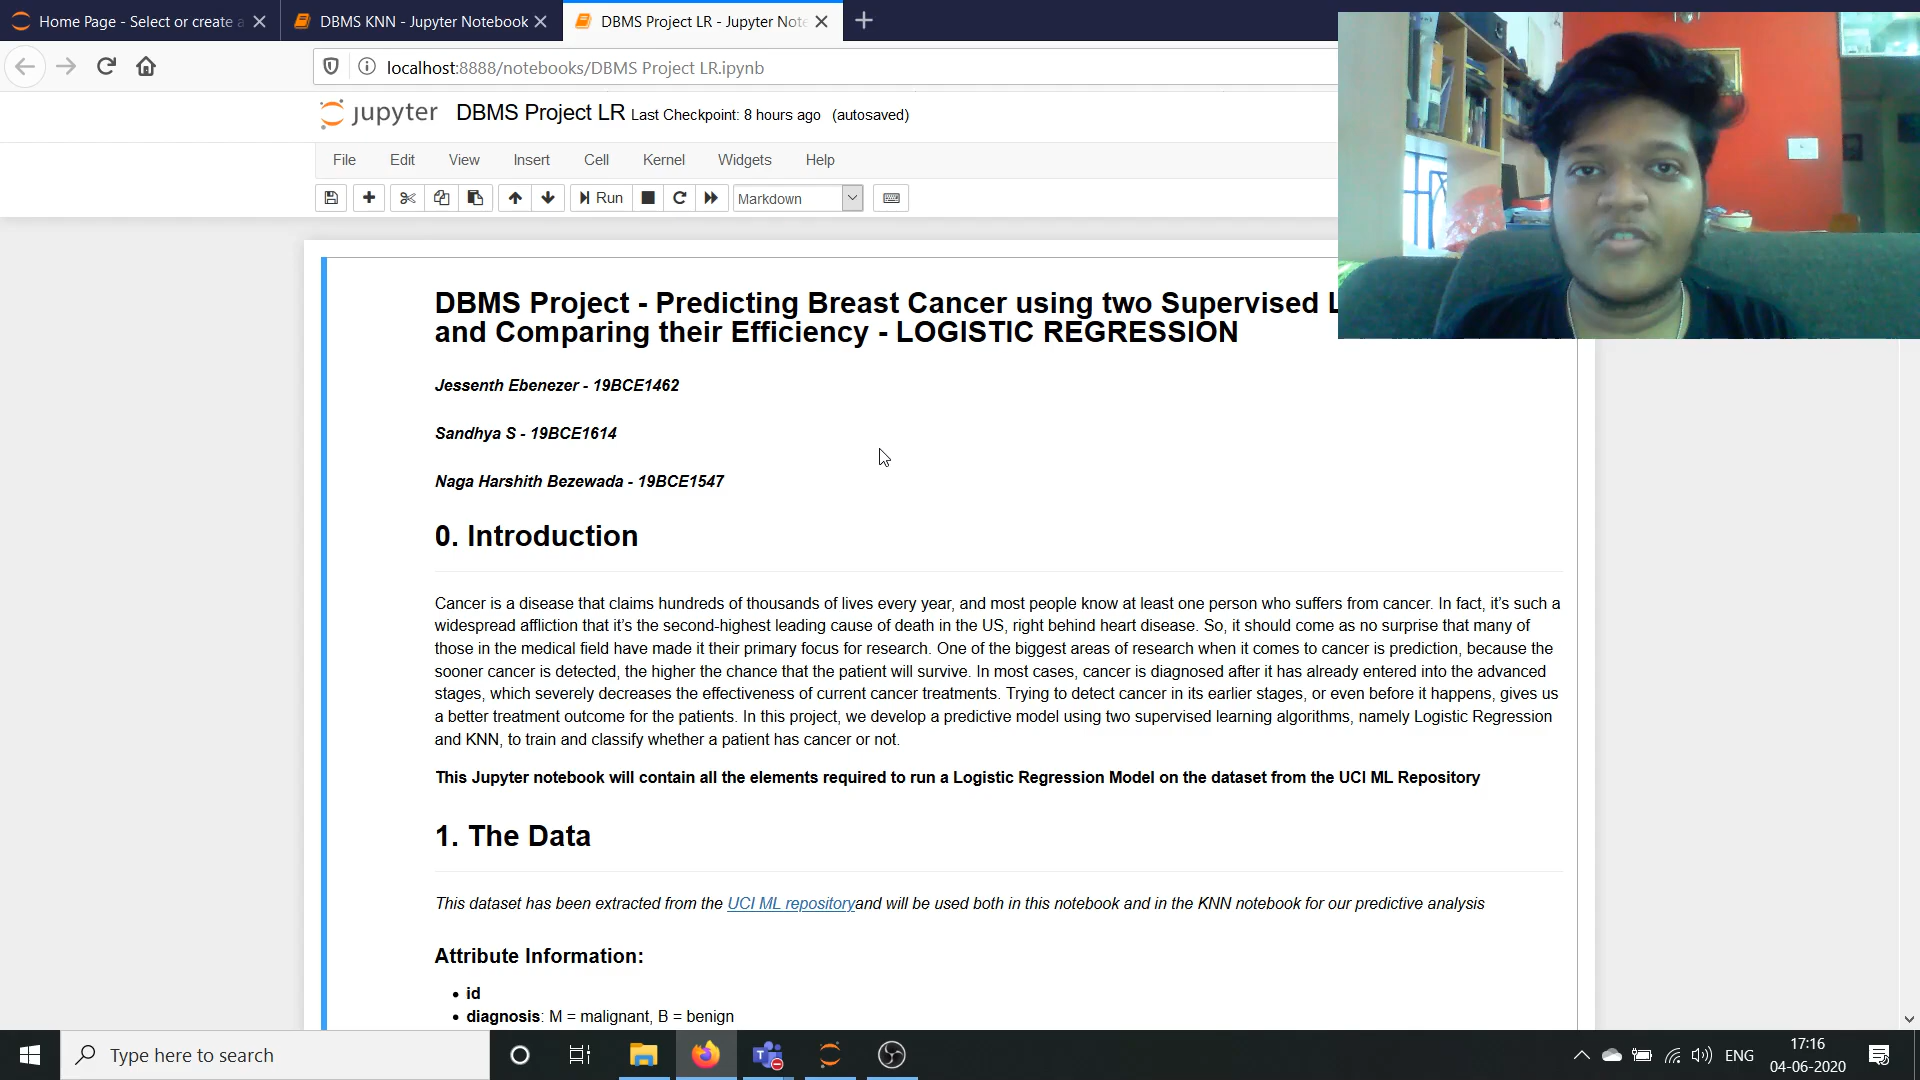 Home Page - Select or create a
DBMS KNN - Jupyter Notebook
DBMS Project LR - Jupyter Note
localhost:8888/notebooks/DBMS Project LR.ipynb
jupyter DBMS Project LR Last Checkpoint: 8 hours ago (autosaved)
File Edit View Insert Cell Kernel Widgets Help
Run Markdown
DBMS Project - Predicting Breast Cancer using two Supervised L
and Comparing their Efficiency - LOGISTIC REGRESSION
Jessenth Ebenezer - 19BCE1462
Sandhya S - 19BCE1614
Naga Harshith Bezewada - 19BCE1547
0. Introduction
Cancer is a disease that claims hundreds of thousands of lives every year, and most people know at least one person who suffers from cancer. In fact, it's such a
widespread affliction that it's the second-highest leading cause of death in the US, right behind heart disease. So, it should come as no surprise that many of
those in the medical field have made it their primary focus for research. One of the biggest areas of research when it comes to cancer is prediction, because the
sooner cancer is detected, the higher the chance that the patient will survive. In most cases, cancer is diagnosed after it has already entered into the advanced
stages, which severely decreases the effectiveness of current cancer treatments. Trying to detect cancer in its earlier stages, or even before it happens, gives us
a better treatment outcome for the patients. In this project, we develop a predictive model using two supervised learning algorithms, namely Logistic Regression
and KNN, to train and classify whether a patient has cancer or not.
This Jupyter notebook will contain all the elements required to run a Logistic Regression Model on the dataset from the UCI ML Repository
1. The Data
This dataset has been extracted from the UCI ML repositoryand will be used both in this notebook and in the KNN notebook for our predictive analysis
Attribute Information:
• id
• diagnosis: M = malignant, B = benign
Type here to search
ENG
17:16
04-06-2020